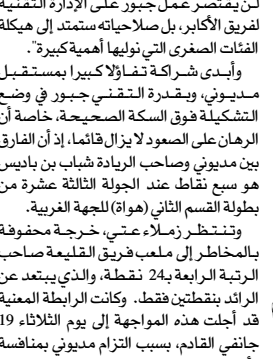 لن يقتصر عمل جبور على الإدارة التقنية
لفريق الأكابر، بل صلاحياته ستمتد إلى هيكلة
الفئات الصغرى التي نوليها أهمية كبيرة".
وأبدى شراكة تفاؤلا كبيرا بمستقبل
مديوني، وبقدرة التقني جبور في وضع
التشكيلة فوق السكة الصحيحة، خاصة أن
الرهان على الصعود لا يزال قائما، إذ أن الفارق
بين مديوني وصاحب الريادة شباب بن باديس
هو سبع نقاط عند الجولة الثالثة عشرة من
بطولة القسم الثاني (هواة) للجهة الغربية.
وتنتظر زملاء عتي، خرجة محفوفة
بالمخاطر إلى ملعب فريق القليعة صاحب
الرتبة الرابعة بـ24 نقطة، والذي يبتعد عن
الرائد بنقطتين فقط. وكانت الرابطة المعنية
قد أجلت هذه المواجهة إلى يوم الثلاثاء 19
جانفي القادم، بسبب التزام مديوني بمنافسة